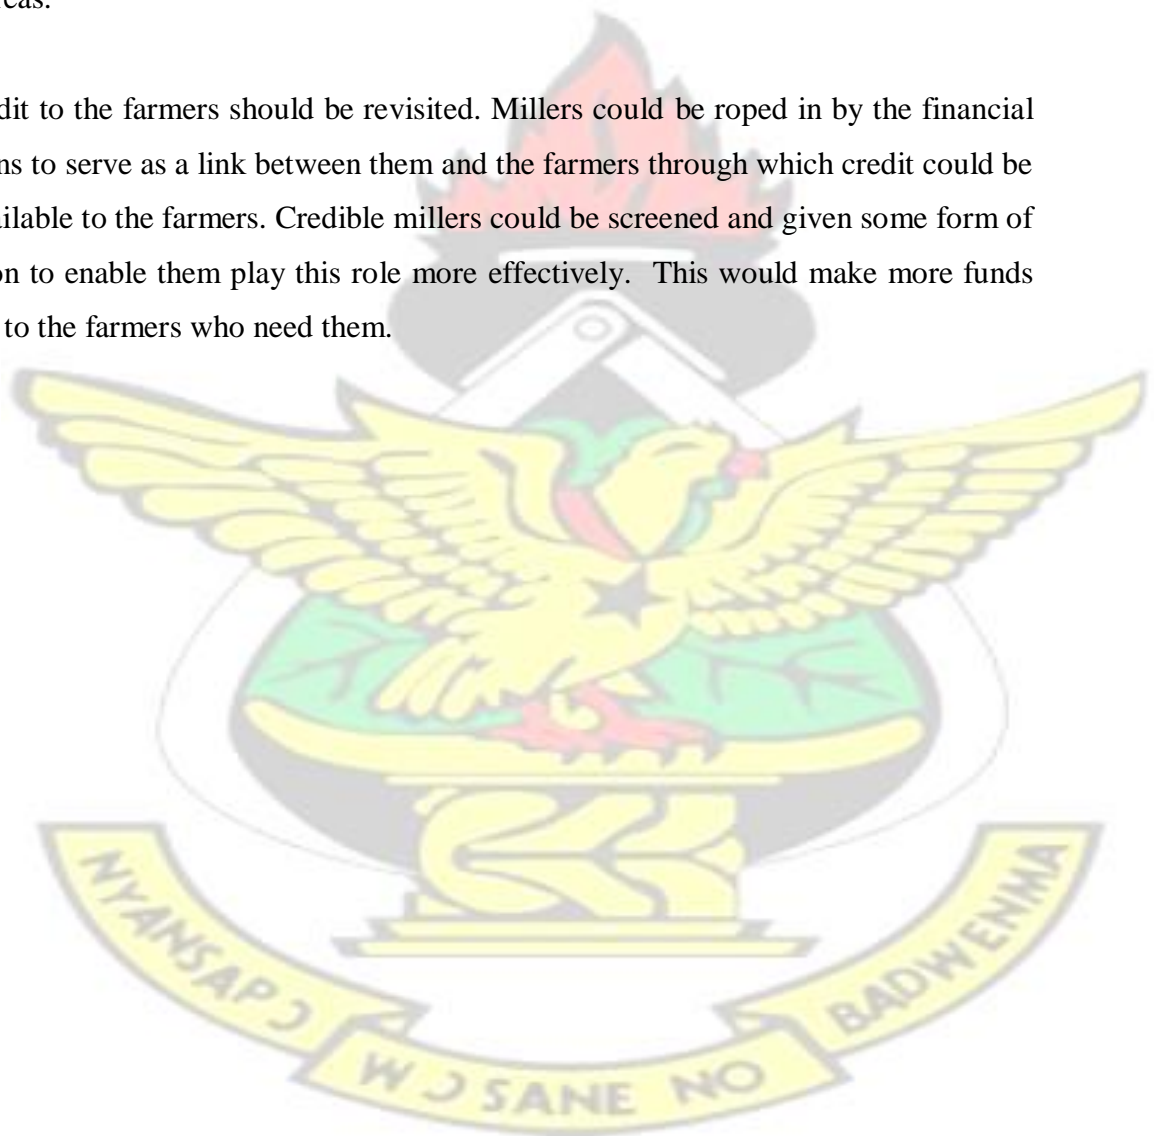 reas.
dit to the farmers should be revisited. Millers could be roped in by the financial
ns to serve as a link between them and the farmers through which credit could be
ilable to the farmers. Credible millers could be screened and given some form of
on to enable them play this role more effectively. This would make more funds
to the farmers who need them.
NYANSAPƆ
WƆSANE NO
BADWENMA